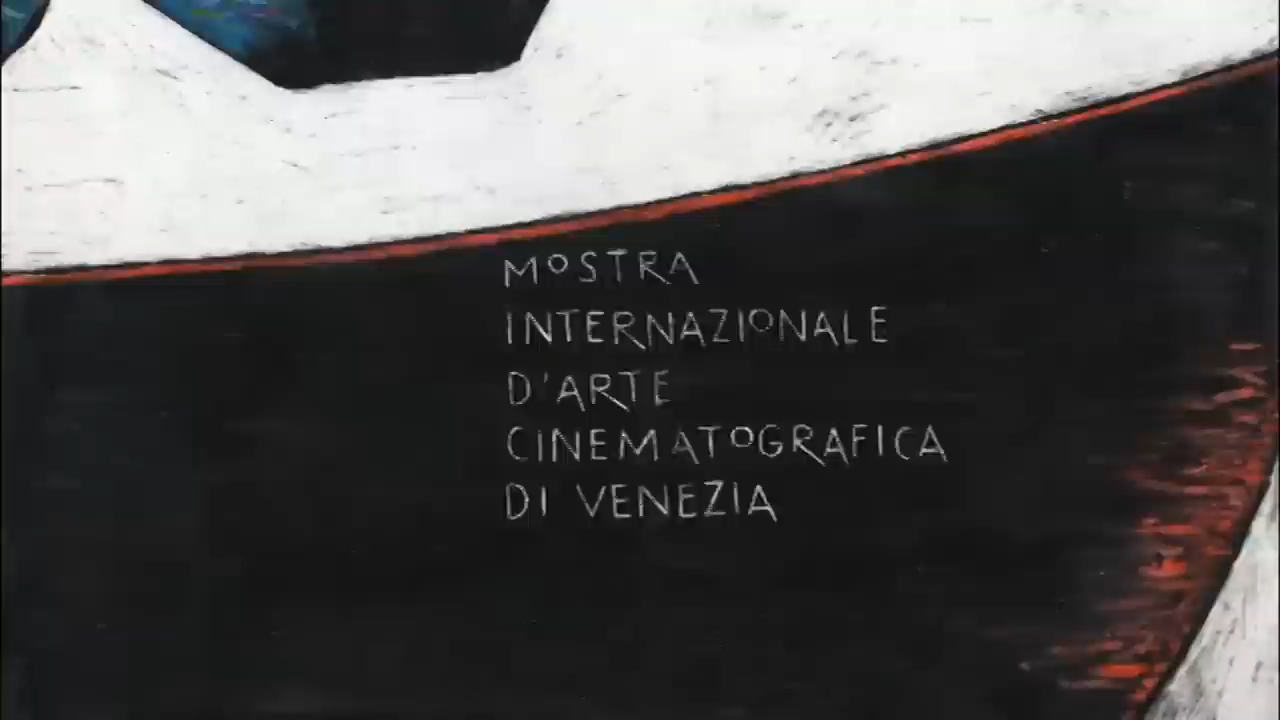 MOSTRA
INTERNAZIONALE
D'ARTE
CINEMATOGRAFICA
DI VENEZIA